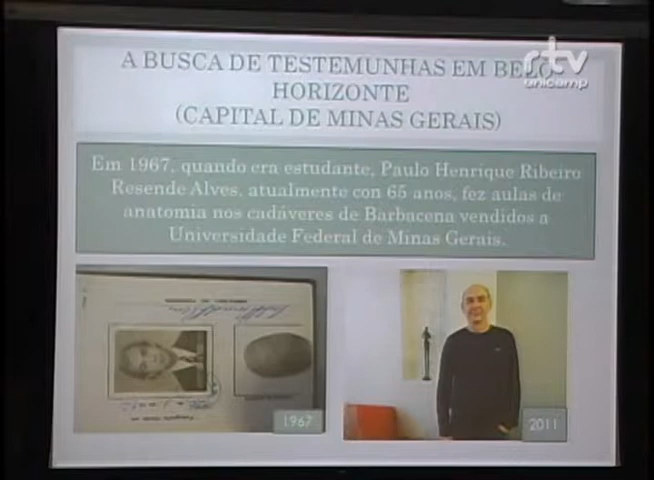 rtv
unicamp
A BUSCA DE TESTEMUNHAS EM BELO
HORIZONTE
(CAPITAL DE MINAS GERAIS)
Em 1967, quando era estudante, Paulo Henrique Ribeiro
Resende Alves, atualmente con 65 anos, fez aulas de
anatomia nos cadáveres de Barbacena vendidos a
Universidade Federal de Minas Gerais.
1967
2011